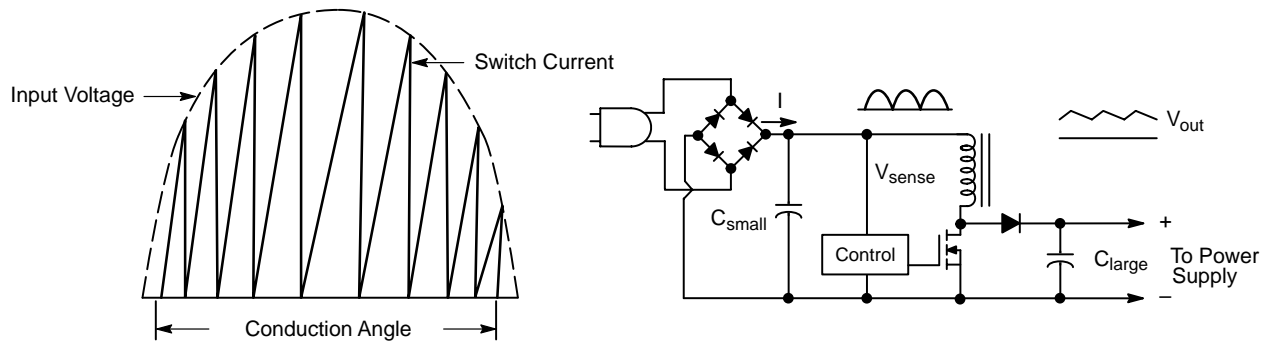 Input Voltage
Switch Current
Conduction Angle
I
V_sense
V_out
C_small
Control
C_large
+
To Power
Supply
–